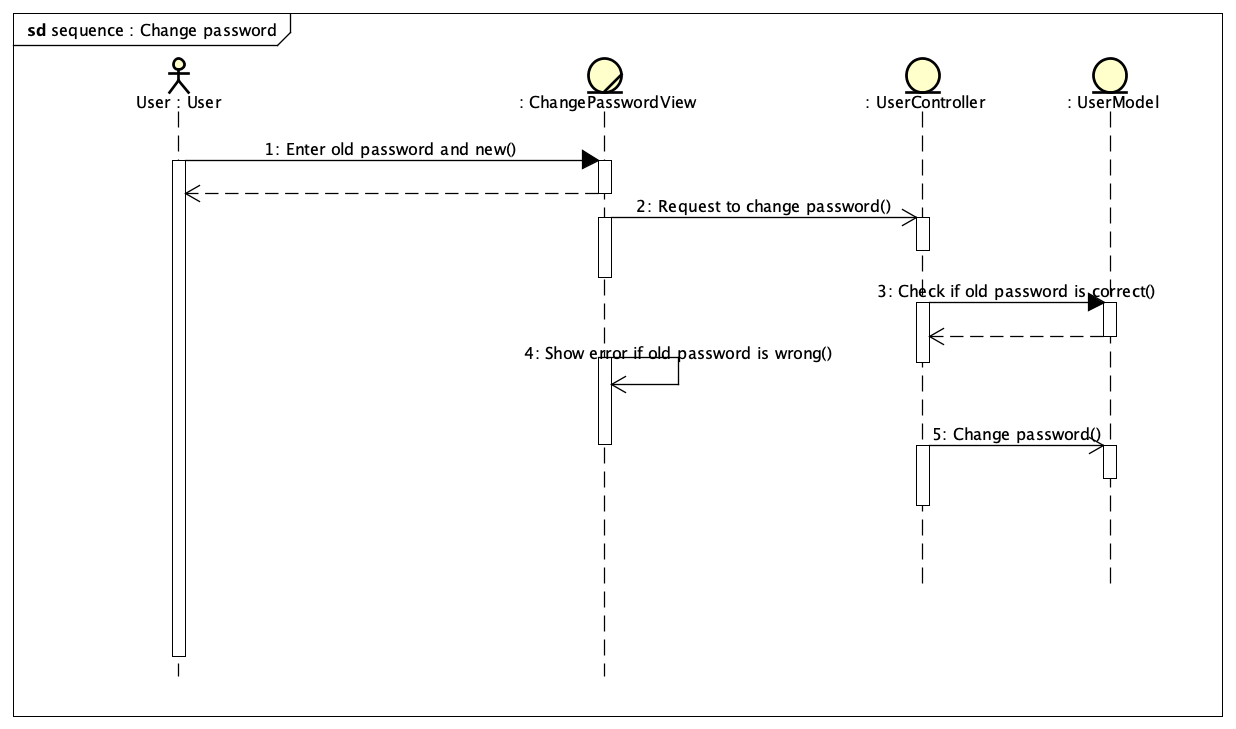 sd sequence : Change password
User : User
: ChangePasswordView
: UserController
: UserModel
1: Enter old password and new()
2: Request to change password()
3: Check if old password is correct()
4: Show error if old password is wrong()
5: Change password()